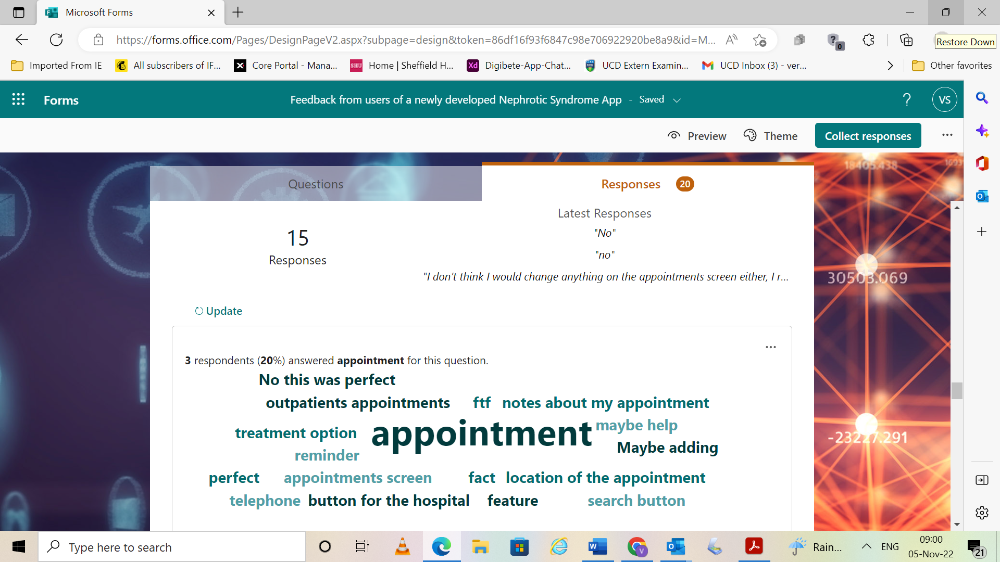 Microsoft Forms
https://forms.office.com/Pages/DesignPageV2.aspx?subpage=design&token=86df16f93f6847c98e706922920be8a9&id=M...
0
Restore Down
Imported From IE
All subscribers of IF...
Core Portal - Mana...
SHU
Home | Sheffield H...
Xd
Digibete-App-Chat...
UCD Extern Examin...
UCD Inbox (3) - ver...
Other favorites
Forms
Feedback from users of a newly developed Nephrotic Syndrome App - Saved
?
VS
Preview
Theme
Collect responses
Questions
Responses 20
18405.438
Latest Responses
15
Responses
"No"
"no"
"I don't think I would change anything on the appointments screen either, I r...
30503.069
Update
3 respondents (20%) answered appointment for this question.
No this was perfect
outpatients appointments ftf notes about my appointment
treatment option appointment maybe help
Maybe adding
reminder
perfect appointments screen fact location of the appointment
telephone button for the hospital feature search button
-23227.291
Type here to search
Rain...
ENG
09:00
05-Nov-22
21